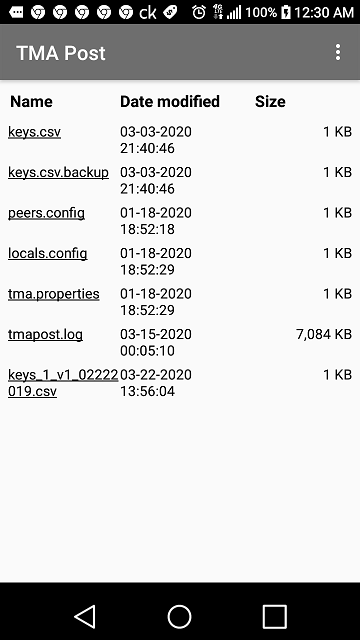 ck 4G LTE 100% 12:30 AM
TMA Post
Name Date modified Size
keys.csv 03-03-2020 1 KB
21:40:46
keys.csv.backup 03-03-2020 1 KB
21:40:46
peers.config 01-18-2020 1 KB
18:52:18
locals.config 01-18-2020 1 KB
18:52:29
tma.properties 01-18-2020 1 KB
18:52:29
tmapost.log 03-15-2020 7,084 KB
00:05:10
keys_1_v1_02222 03-22-2020 1 KB
019.csv 13:56:04